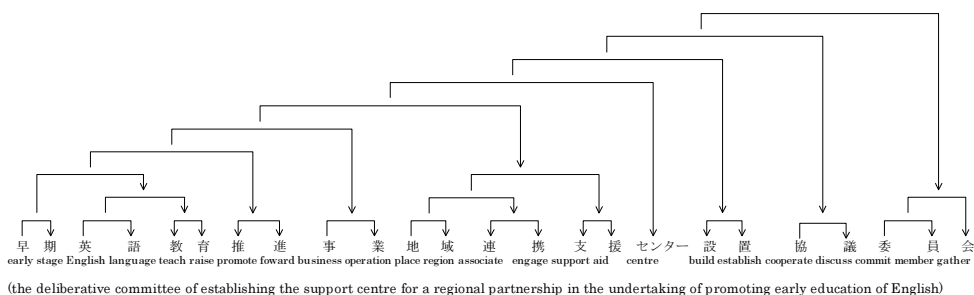 早 期 英 語 教 育 推 進 事 業 地 域 連 携 支 援 センター 設 置 協 議 委 員 会
early stage English language teach raise promote foward business operation place region associate engage support aid centre build establish cooperate discuss commit member gather
(the deliberative committee of establishing the support centre for a regional partnership in the undertaking of promoting early education of English)